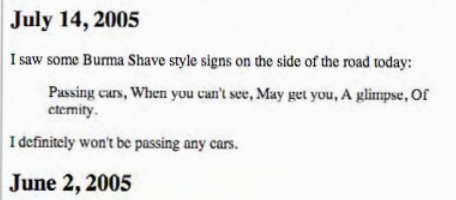 July 14, 2005
I saw some Burma Shave style signs on the side of the road today:
Passing cars, When you can't see, May get you, A glimpse, Of
eternity.
I definitely won't be passing any cars.
June 2, 2005